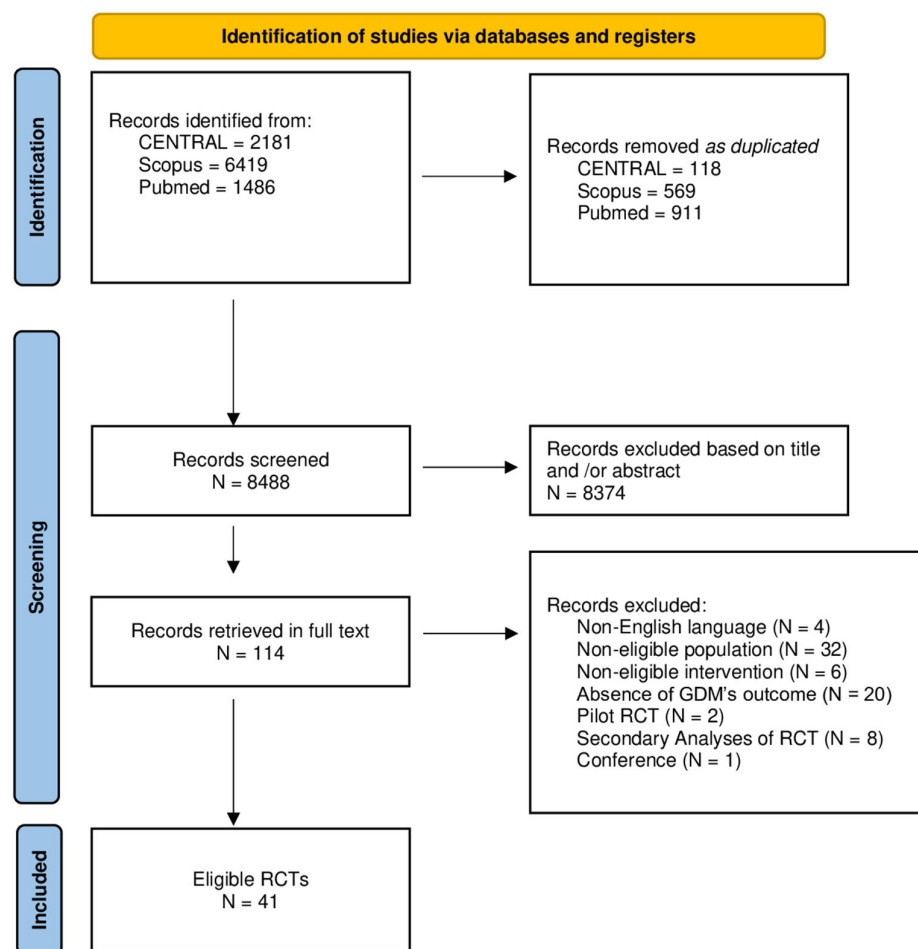 Identification of studies via databases and registers
Identification
Records identified from:
CENTRAL = 2181
Scopus = 6419
Pubmed = 1486
Records removed as duplicated
CENTRAL = 118
Scopus = 569
Pubmed = 911
Screening
Records screened
N = 8488
Records excluded based on title
and /or abstract
N = 8374
Records retrieved in full text
N = 114
Records excluded:
Non-English language (N = 4)
Non-eligible population (N = 32)
Non-eligible intervention (N = 6)
Absence of GDM's outcome (N = 20)
Pilot RCT (N = 2)
Secondary Analyses of RCT (N = 8)
Conference (N = 1)
Included
Eligible RCTs
N = 41